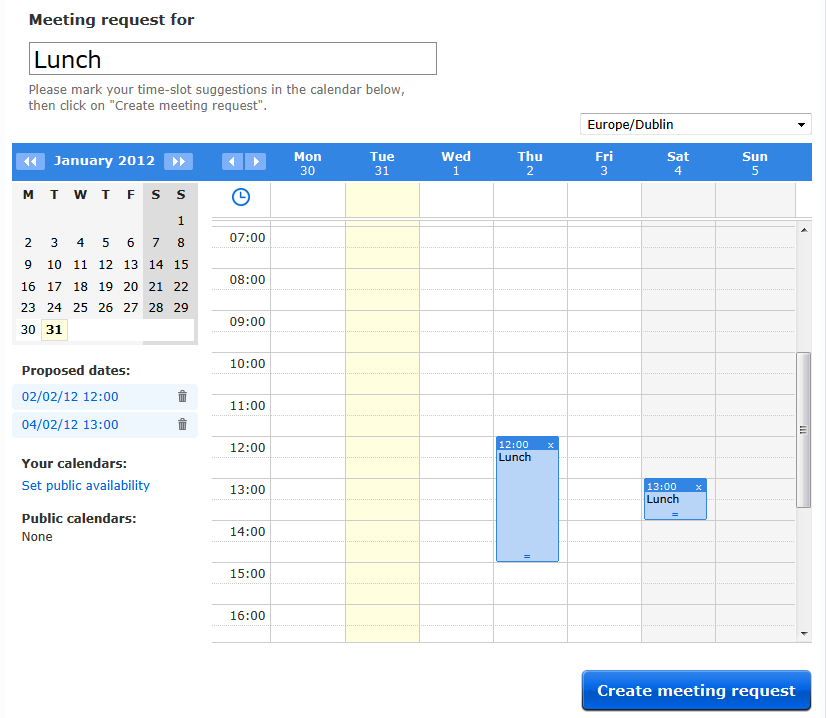 Meeting request for
Lunch
Please mark your time-slot suggestions in the calendar below,
then click on "Create meeting request".
Europe/Dublin
January 2012
Mon Tue Wed Thu Fri Sat Sun
30 31 1 2 3 4 5
M T W T F S S
1
2 3 4 5 6 7 8
9 10 11 12 13 14 15
16 17 18 19 20 21 22
23 24 25 26 27 28 29
30 31
Proposed dates:
02/02/12 12:00
04/02/12 13:00
Your calendars:
Set public availability
Public calendars:
None
07:00
08:00
09:00
10:00
11:00
12:00
13:00
14:00
15:00
16:00
12:00 x
Lunch
=
13:00 x
Lunch
=
Create meeting request